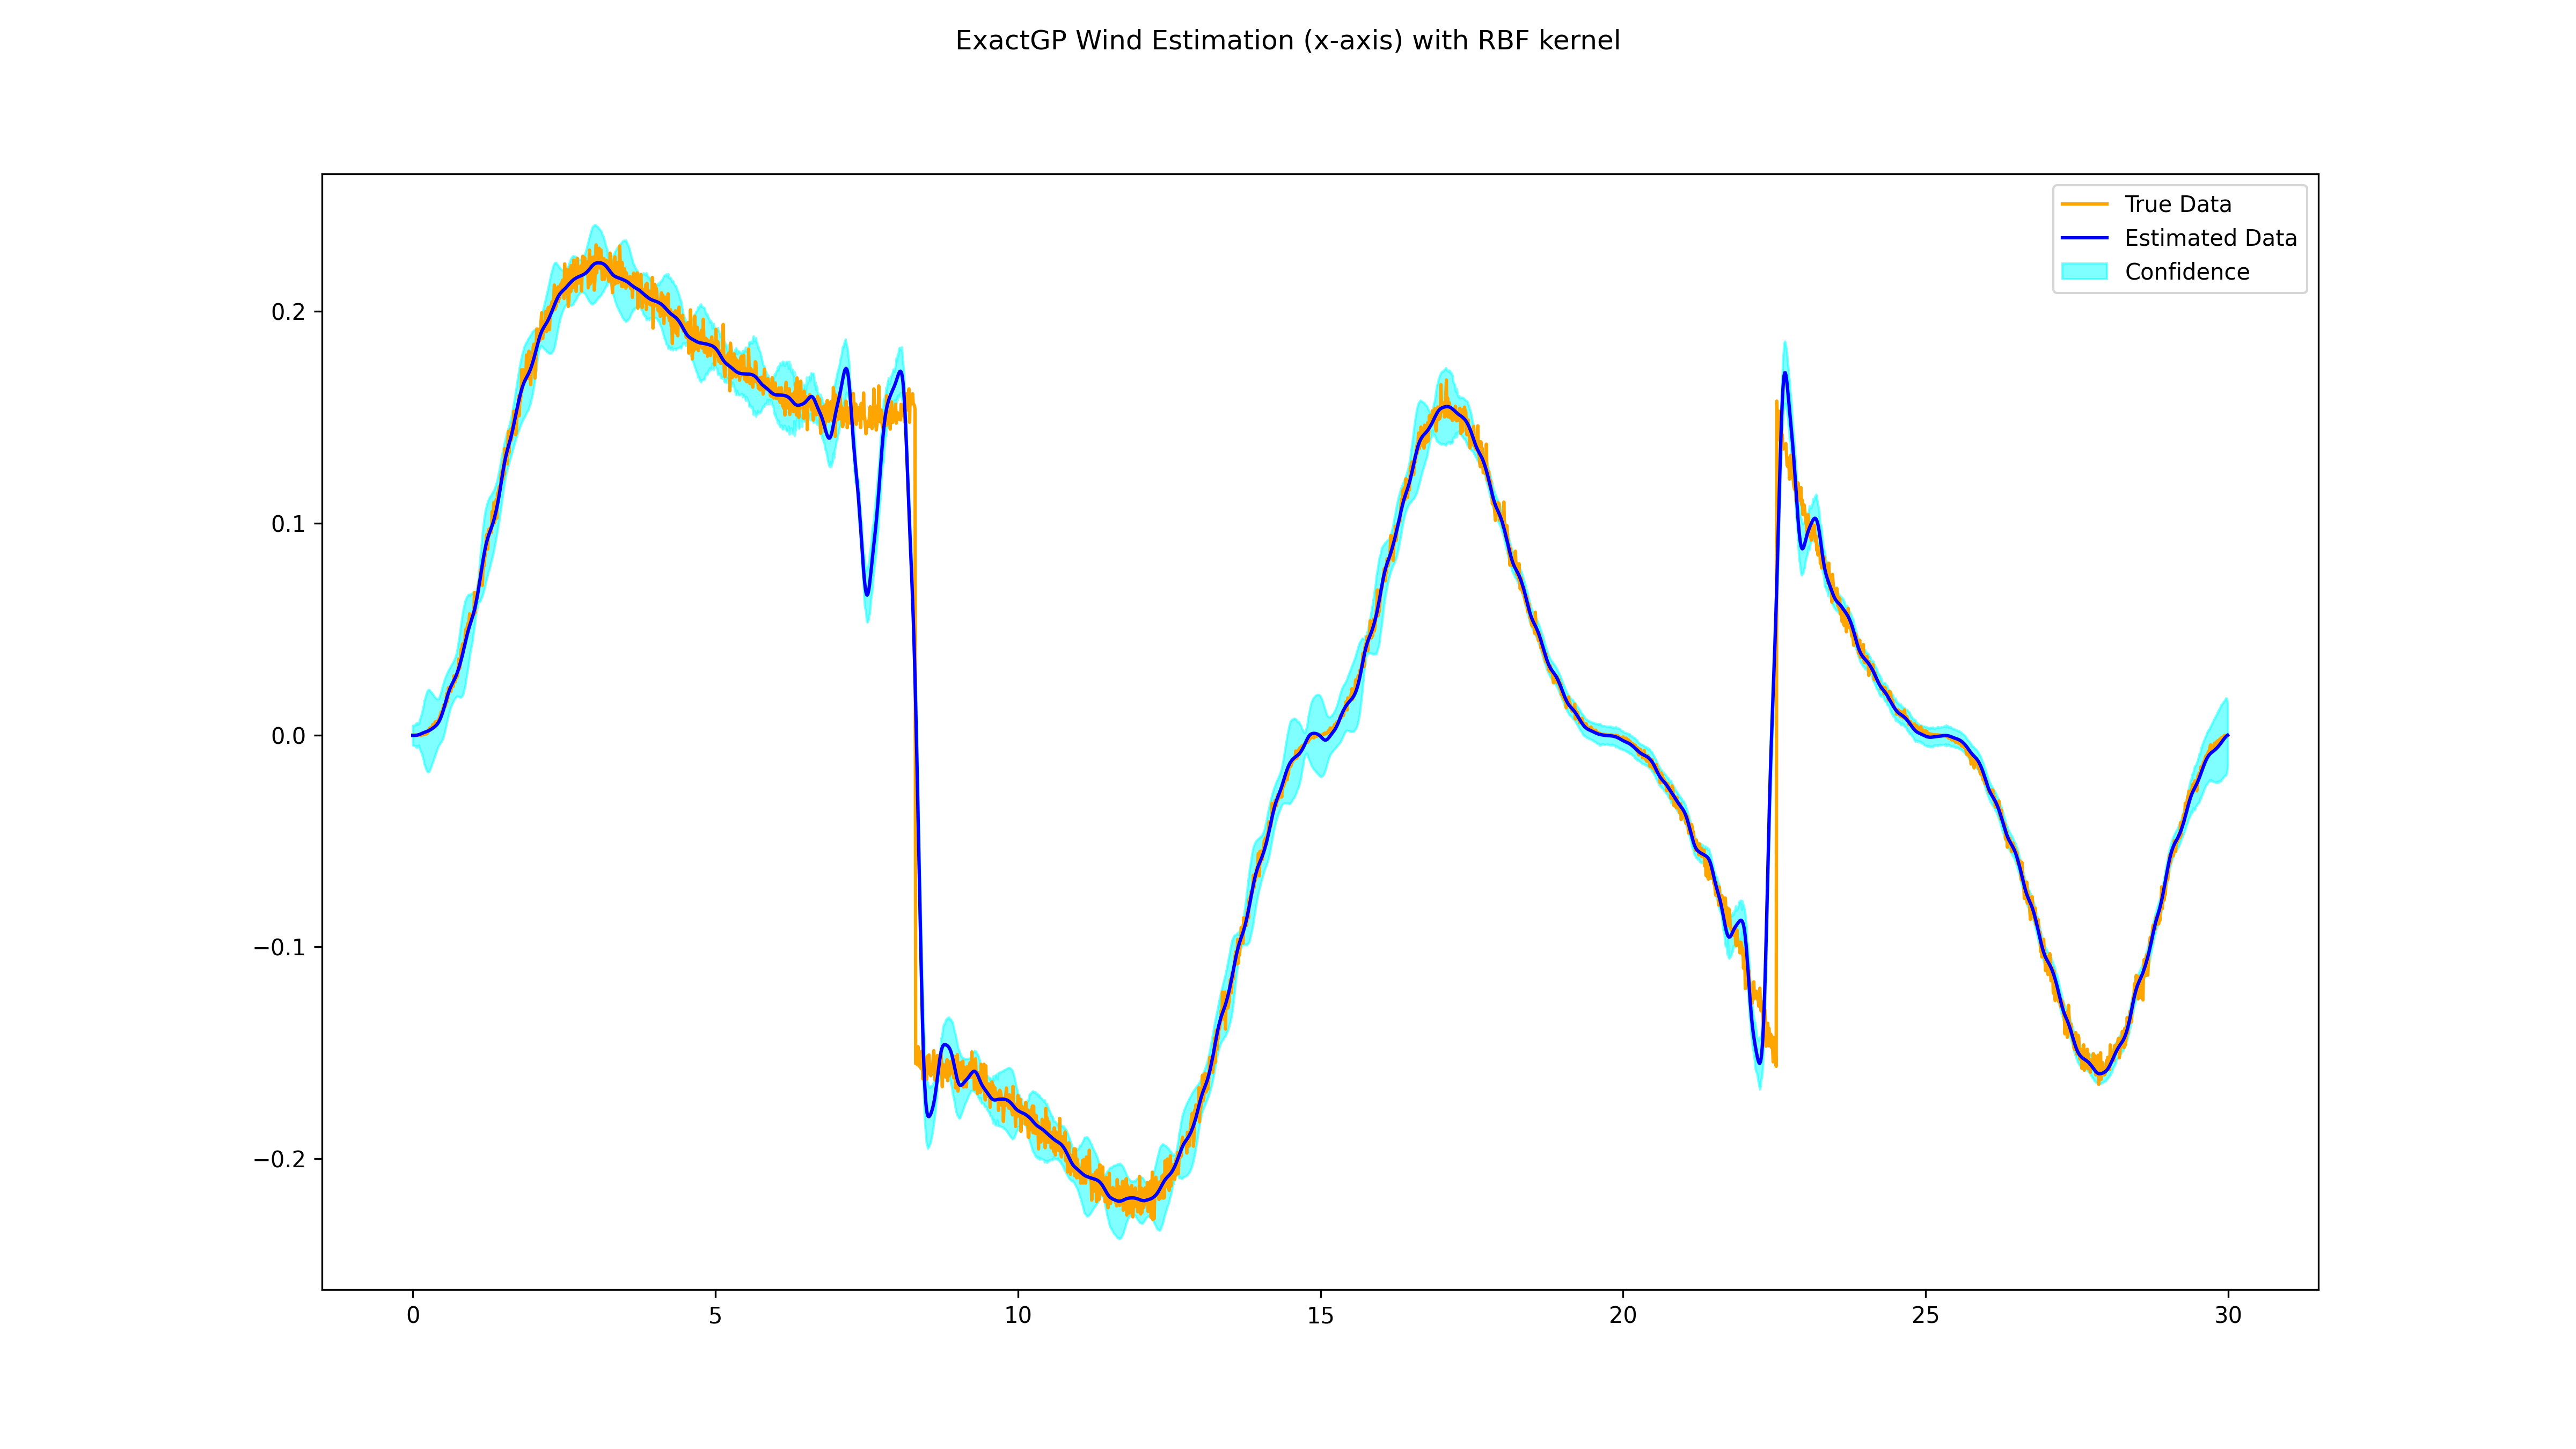 ExactGP Wind Estimation (x-axis) with RBF kernel
True Data
Estimated Data
Confidence
0.2
0.1
0.0
−0.1
−0.2
0 5 10 15 20 25 30